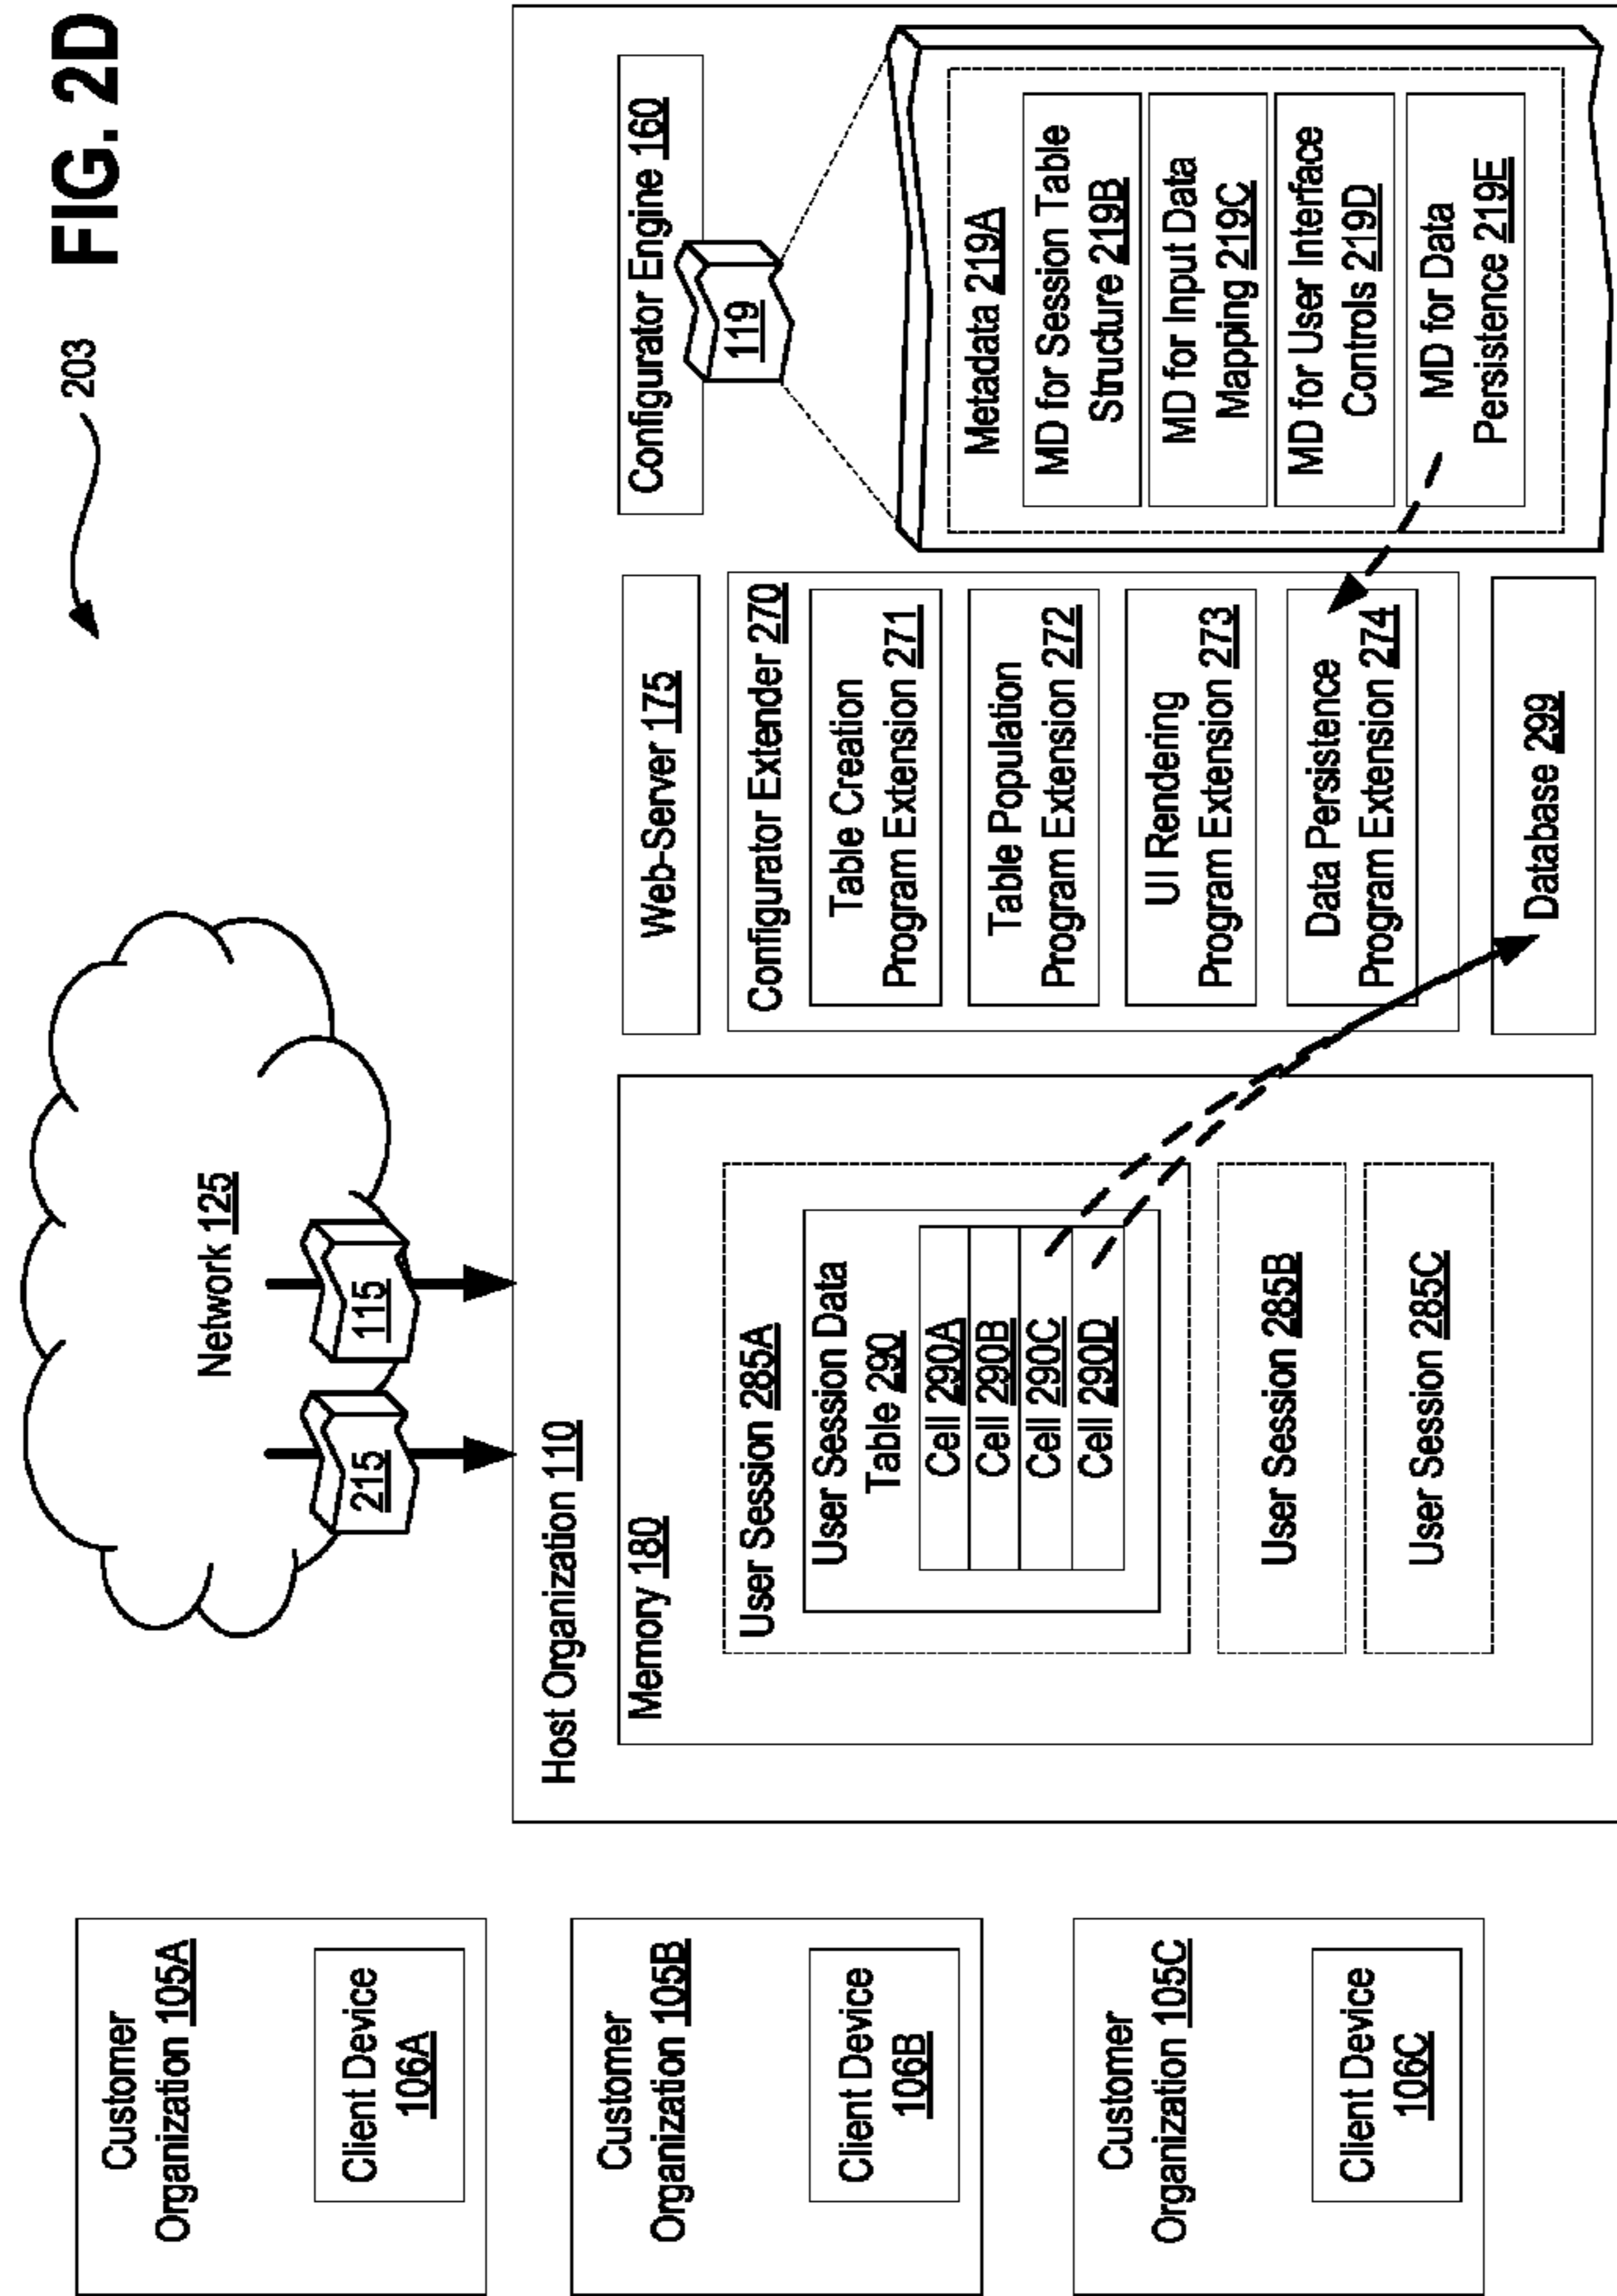 FIG. 2D
203
Customer
Organization 105A
Client Device
106A
Customer
Organization 105B
Client Device
106B
Customer
Organization 105C
Client Device
106C
Network 125
215
115
Host Organization 110
Memory 180
User Session 285A
User Session Data
Table 290
Cell 290A
Cell 290B
Cell 290C
Cell 290D
User Session 285B
User Session 285C
Web-Server 175
Configurator Extender 270
Table Creation
Program Extension 271
Table Population
Program Extension 272
UI Rendering
Program Extension 273
Data Persistence
Program Extension 274
Database 299
Configurator Engine 160
119
Metadata 219A
MD for Session Table
Structure 219B
MD for Input Data
Mapping 219C
MD for User Interface
Controls 219D
MD for Data
Persistence 219E